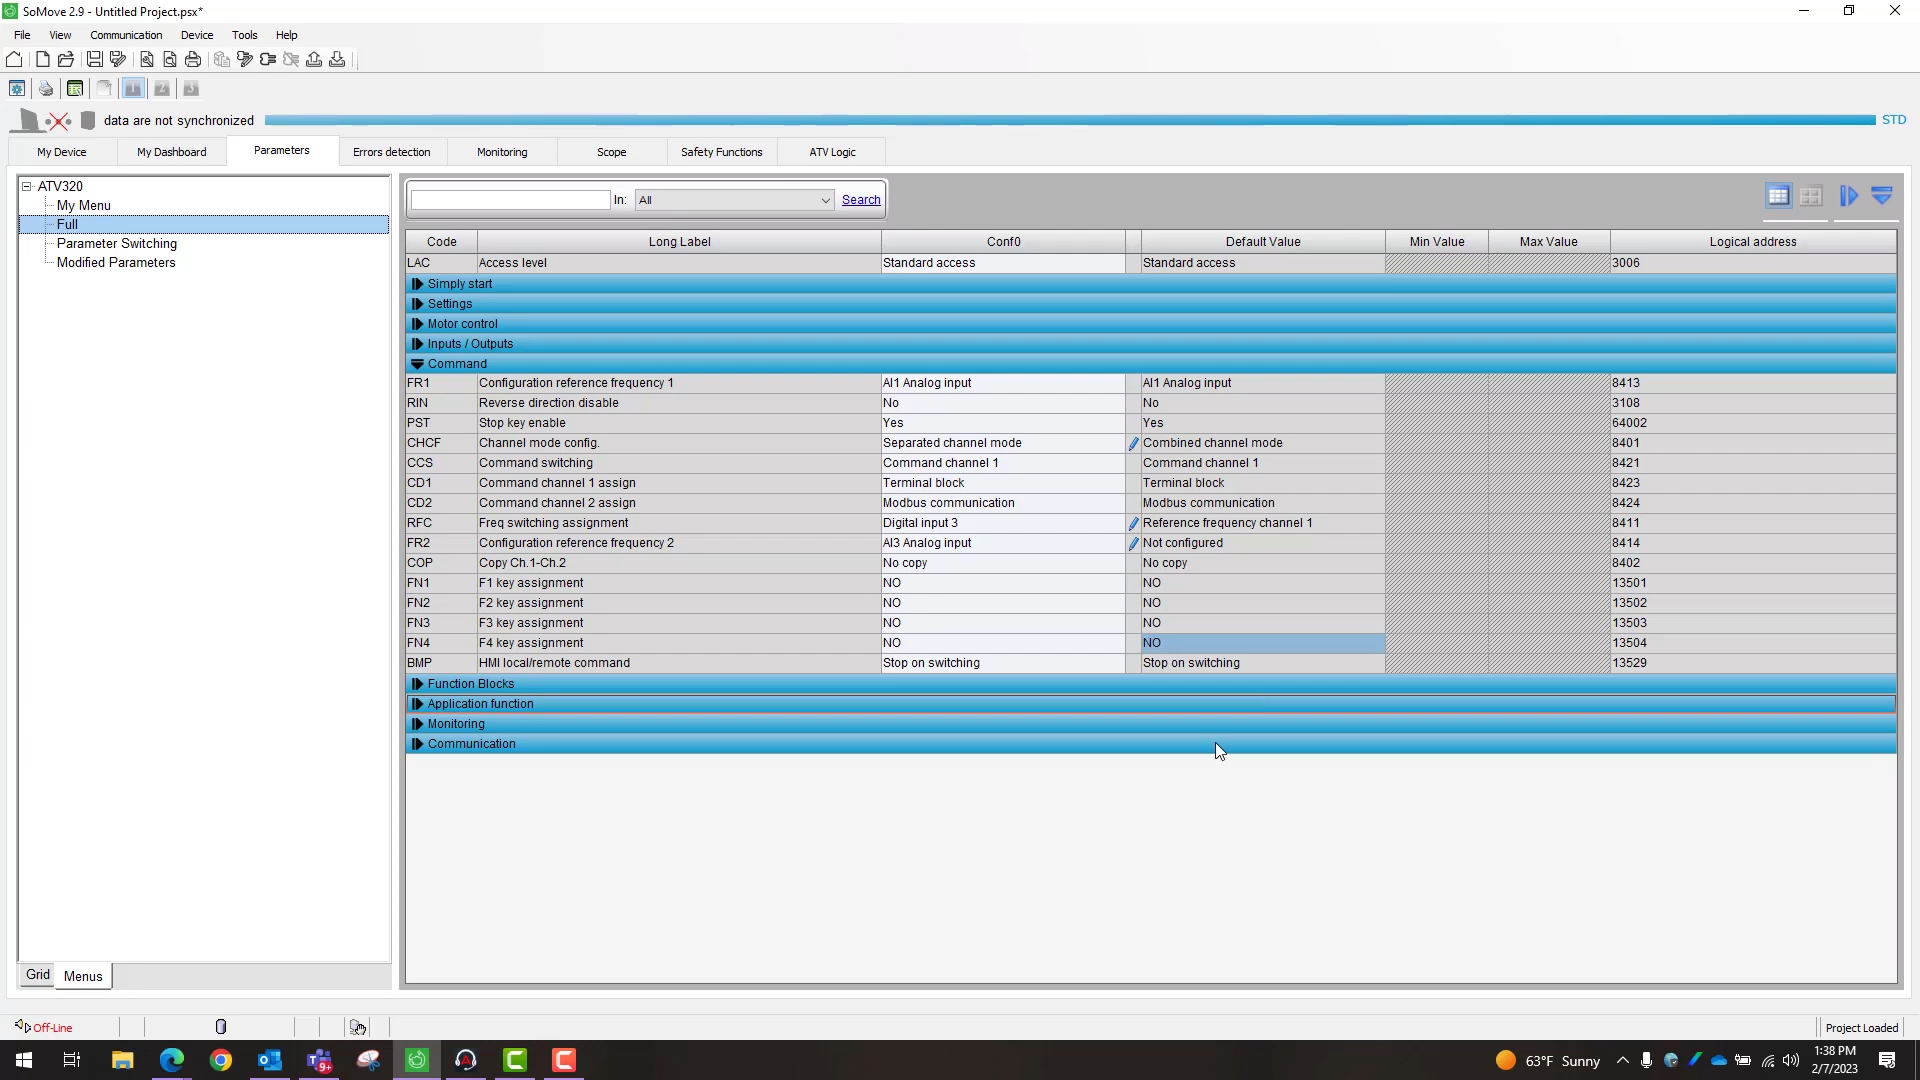 SoMove 2.9 - Untitled Project.psx*
File View Communication Device Tools Help
1 2 3
data are not synchronized STD
My Device My Dashboard Parameters Errors detection Monitoring Scope Safety Functions ATV Logic
ATV320
My Menu
Full
Parameter Switching
Modified Parameters
In: All Search
Code Long Label Conf0 Default Value Min Value Max Value Logical address
LAC Access level Standard access Standard access 3006
Simply start
Settings
Motor control
Inputs / Outputs
Command
FR1 Configuration reference frequency 1 AI1 Analog input AI1 Analog input 8413
RIN Reverse direction disable No No 3108
PST Stop key enable Yes Yes 64002
CHCF Channel mode config. Separated channel mode Combined channel mode 8401
CCS Command switching Command channel 1 Command channel 1 8421
CD1 Command channel 1 assign Terminal block Terminal block 8423
CD2 Command channel 2 assign Modbus communication Modbus communication 8424
RFC Freq switching assignment Digital input 3 Reference frequency channel 1 8411
FR2 Configuration reference frequency 2 AI3 Analog input Not configured 8414
COP Copy Ch.1-Ch.2 No copy No copy 8402
FN1 F1 key assignment NO NO 13501
FN2 F2 key assignment NO NO 13502
FN3 F3 key assignment NO NO 13503
FN4 F4 key assignment NO NO 13504
BMP HMI local/remote command Stop on switching Stop on switching 13529
Function Blocks
Application function
Monitoring
Communication
Grid Menus
Off-Line Project Loaded
9+ 63°F Sunny 1:38 PM
2/7/2023